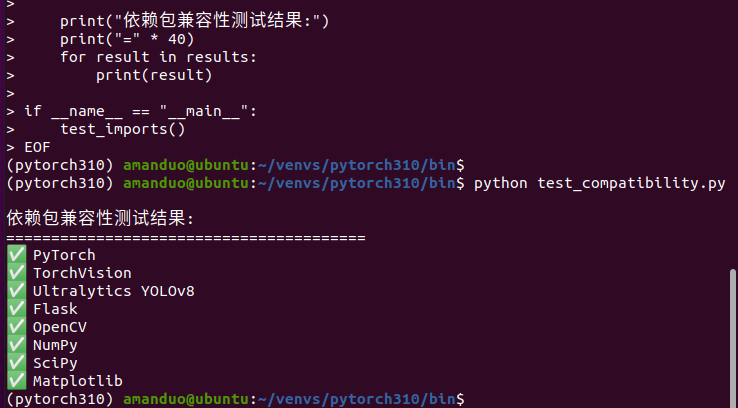 >
>     print("依赖包兼容性测试结果:")
>     print("=" * 40)
>     for result in results:
>         print(result)
>
> if __name__ == "__main__":
>     test_imports()
> EOF
(pytorch310) amanduo@ubuntu:~/venvs/pytorch310/bin$
(pytorch310) amanduo@ubuntu:~/venvs/pytorch310/bin$ python test_compatibility.py
依赖包兼容性测试结果:
========================================
✅ PyTorch
✅ TorchVision
✅ Ultralytics YOLOv8
✅ Flask
✅ OpenCV
✅ NumPy
✅ SciPy
✅ Matplotlib
(pytorch310) amanduo@ubuntu:~/venvs/pytorch310/bin$